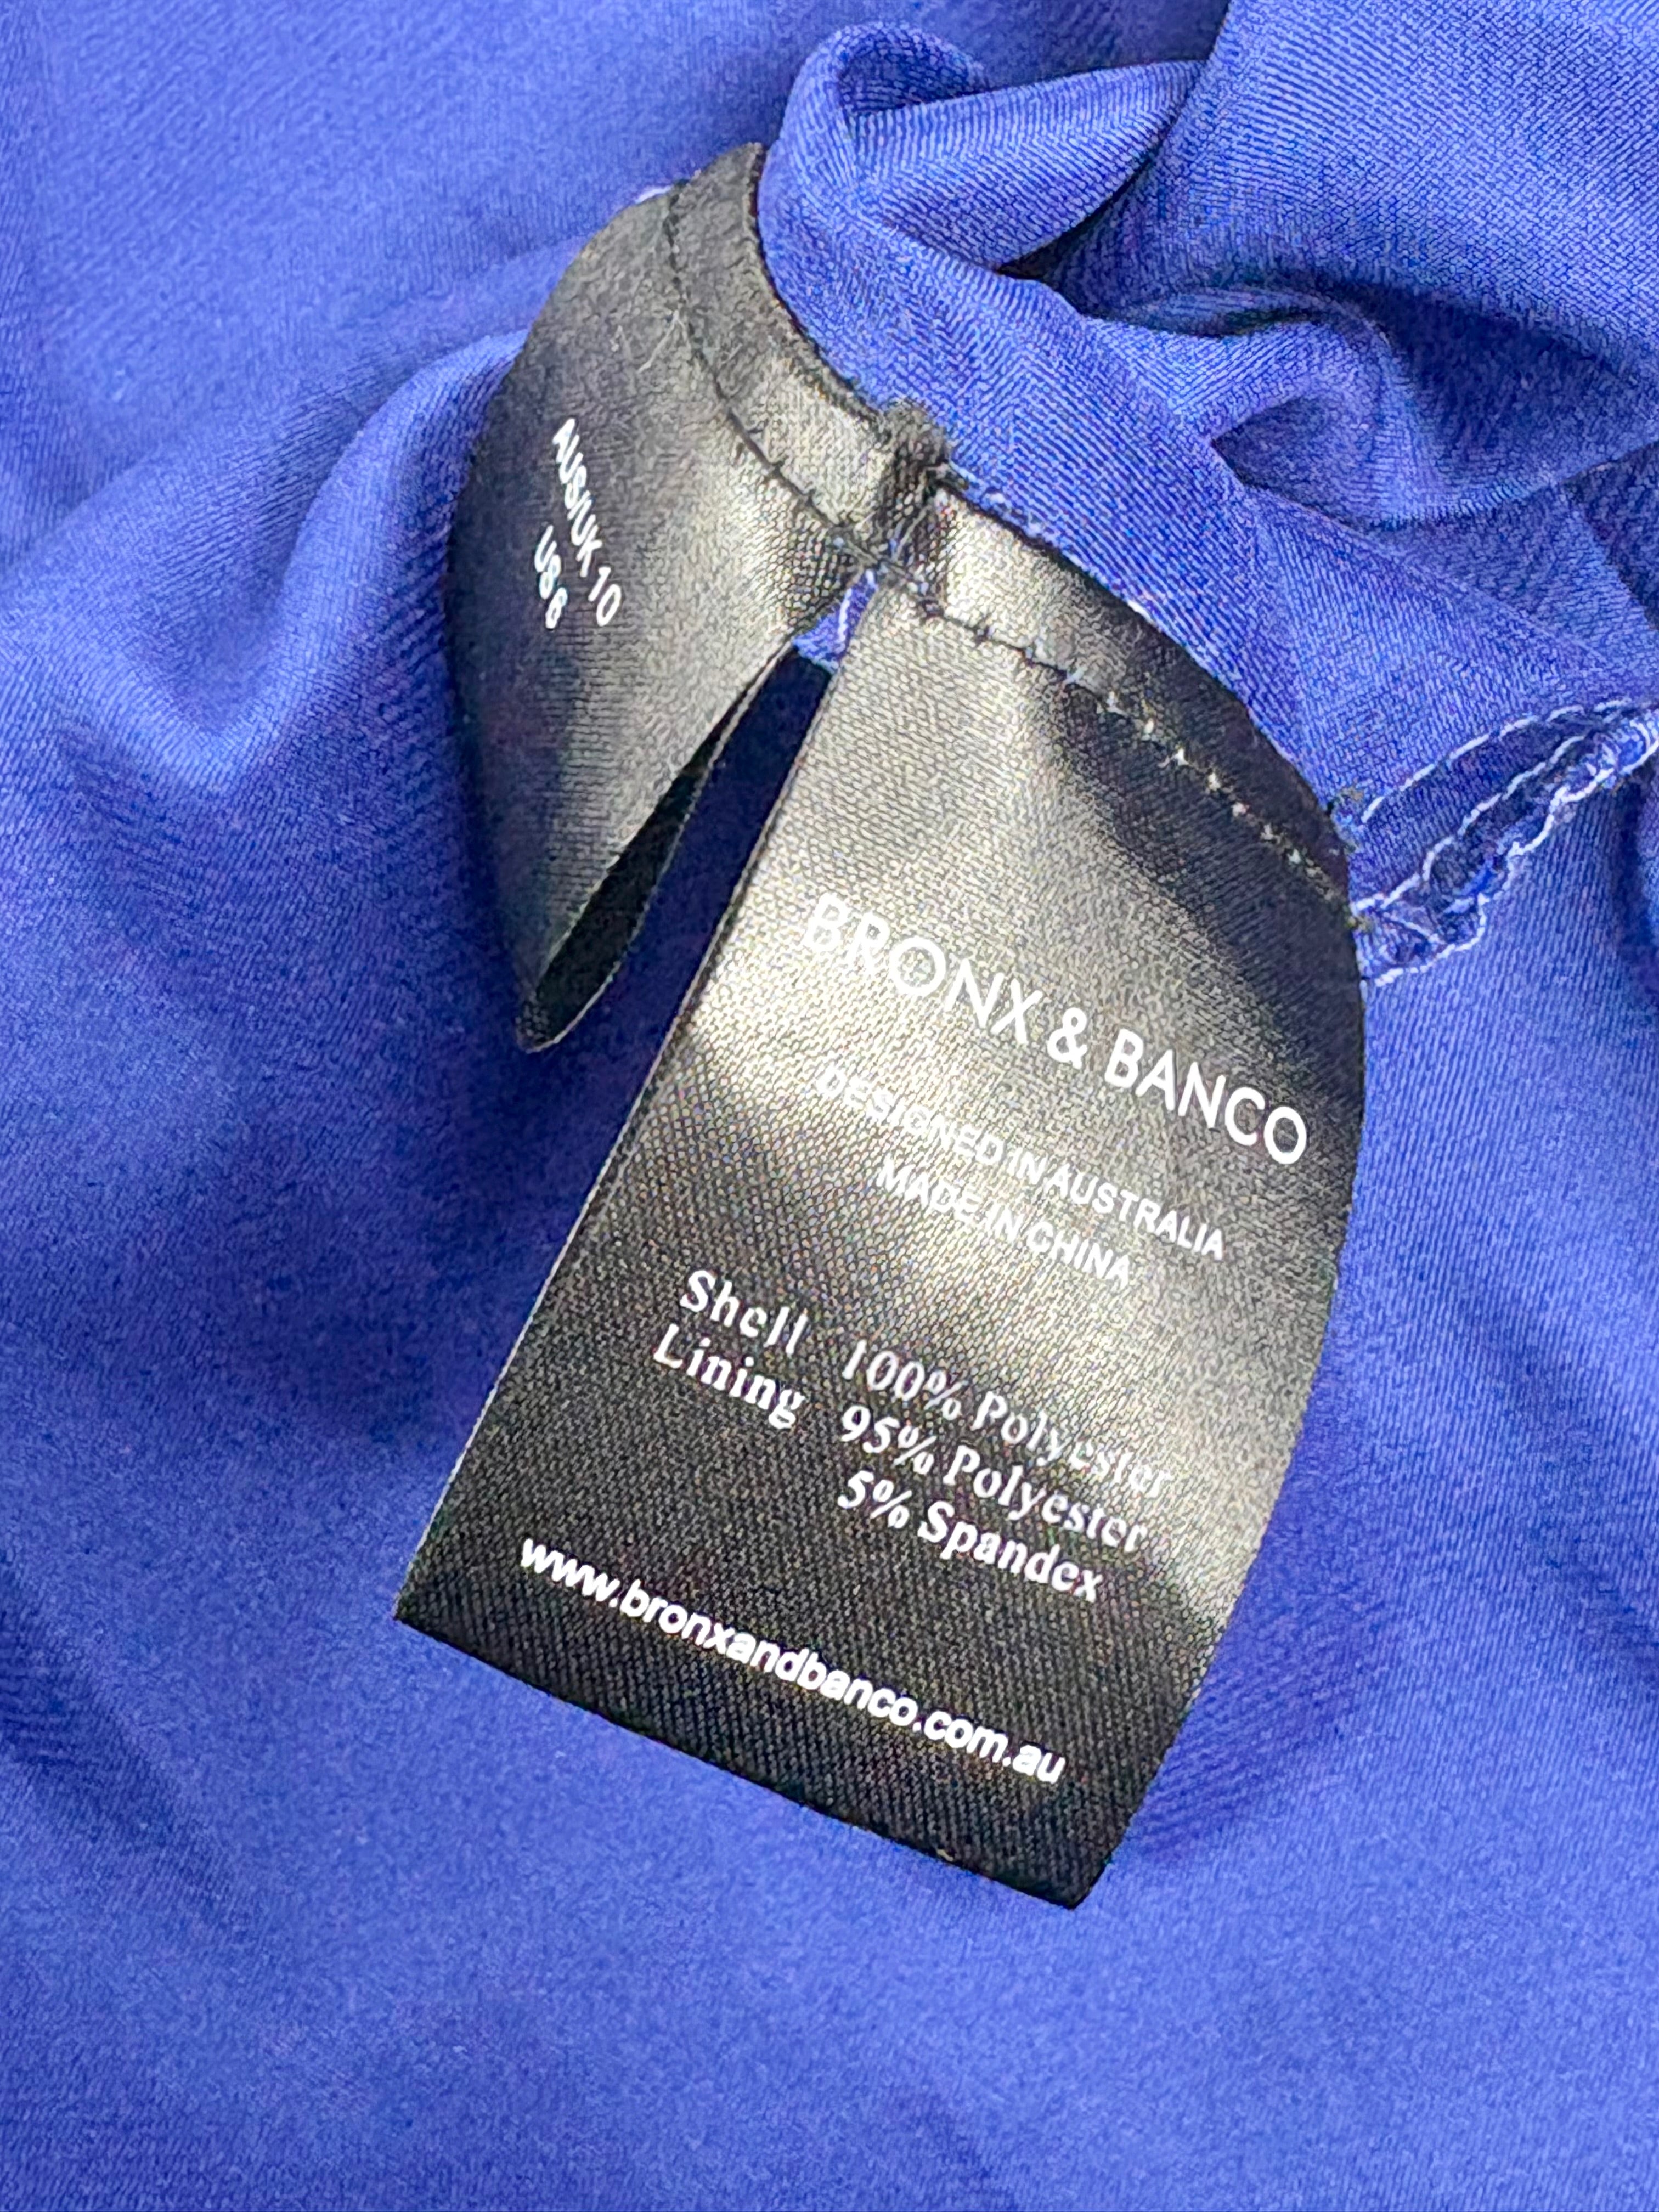 AUS/UK 10
US 6
BRONX & BANCO
DESIGNED IN AUSTRALIA
MADE IN CHINA
Shell 100% Polyester
Lining 95% Polyester
5% Spandex
www.bronxandbanco.com.au